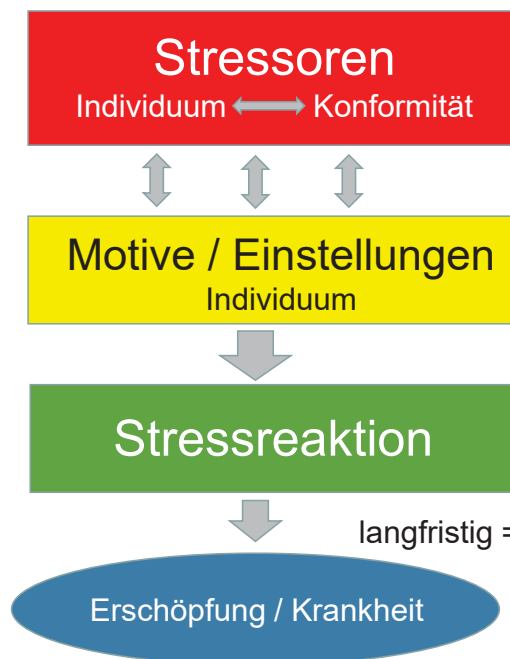 Stressoren
Individuum Konformität
Motive / Einstellungen
Individuum
Stressreaktion
langfristig =
Erschöpfung / Krankheit